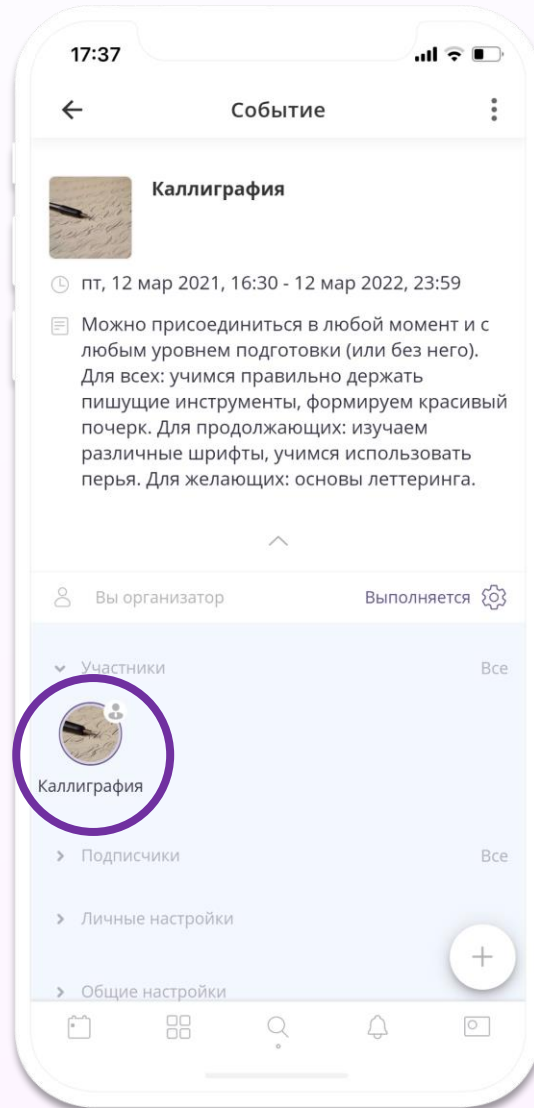 17:37
Событие
Каллиграфия
пт, 12 мар 2021, 16:30 - 12 мар 2022, 23:59
Можно присоединиться в любой момент и с
любым уровнем подготовки (или без него).
Для всех: учимся правильно держать
пишущие инструменты, формируем красивый
почерк. Для продолжающих: изучаем
различные шрифты, учимся использовать
перья. Для желающих: основы леттеринга.
Вы организатор
Выполняется
Участники
Все
Каллиграфия
Подписчики
Все
Личные настройки
Общие настройки